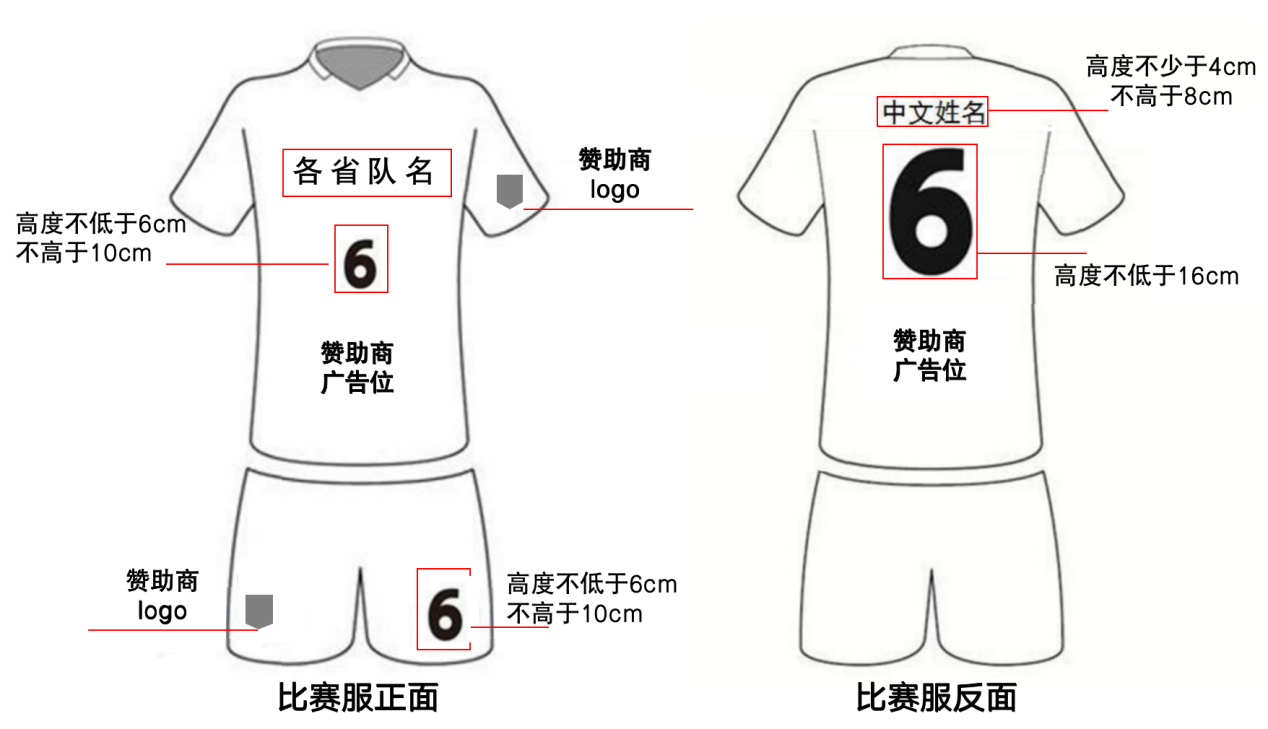 各省队名
赞助商
logo
高度不低于6cm
不高于10cm
6
赞助商
广告位
赞助商
logo
6
高度不低于6cm
不高于10cm
比赛服正面
高度不少于4cm
不高于8cm
中文姓名
6
高度不低于16cm
赞助商
广告位
比赛服反面